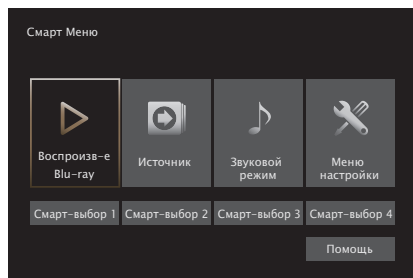 Смарт Меню
Воспроизв-е
Blu-ray
Источник
Звуковой
режим
Меню
настройки
Смарт-выбор 1
Смарт-выбор 2
Смарт-выбор 3
Смарт-выбор 4
Помощь